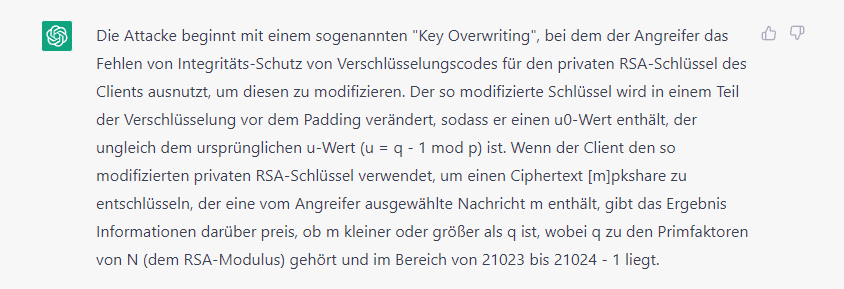 Die Attacke beginnt mit einem sogenannten "Key Overwriting", bei dem der Angreifer das
Fehlen von Integritäts-Schutz von Verschlüsselungscodes für den privaten RSA-Schlüssel des
Clients ausnutzt, um diesen zu modifizieren. Der so modifizierte Schlüssel wird in einem Teil
der Verschlüsselung vor dem Padding verändert, sodass er einen u0-Wert enthält, der
ungleich dem ursprünglichen u-Wert (u = q - 1 mod p) ist. Wenn der Client den so
modifizierten privaten RSA-Schlüssel verwendet, um einen Ciphertext [m]pkshare zu
entschlüsseln, der eine vom Angreifer ausgewählte Nachricht m enthält, gibt das Ergebnis
Informationen darüber preis, ob m kleiner oder größer als q ist, wobei q zu den Primfaktoren
von N (dem RSA-Modulus) gehört und im Bereich von 21023 bis 21024 - 1 liegt.